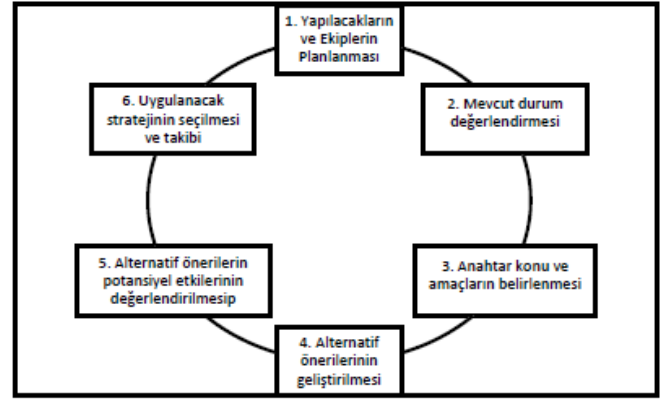 1. Yapılacakların
ve Ekiplerin
Planlanması
2. Mevcut durum
değerlendirmesi
3. Anahtar konu ve
amaçların belirlenmesi
4. Alternatif
önerilerinin
geliştirilmesi
5. Alternatif önerilerin
potansiyel etkilerinin
değerlendirilmesip
6. Uygulanacak
stratejinin seçilmesi
ve takibi